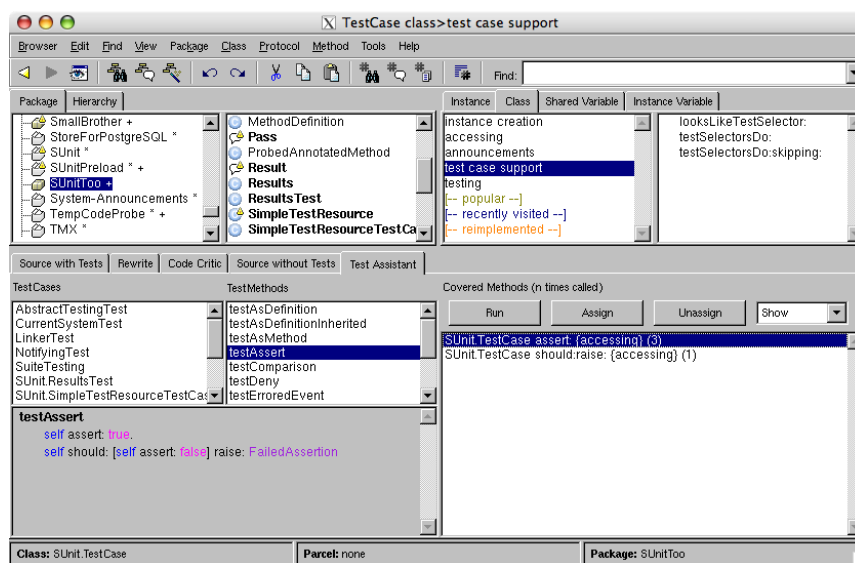 TestCase class>test case support
Browser Edit Find View Package Class Protocol Method Tools Help
Find:
Package Hierarchy
SmallBrother +
StoreForPostgreSQL *
SUnit *
SUnitPreload * +
SUnitToo +
System-Announcements *
TempCodeProbe * +
TMX *
MethodDefinition
Pass
ProbedAnnotatedMethod
Result
Results
ResultsTest
SimpleTestResource
SimpleTestResourceTestCa
Instance Class Shared Variable Instance Variable
instance creation
accessing
announcements
test case support
testing
[-- popular --]
[-- recently visited --]
[-- reimplemented --]
looksLikeTestSelector:
testSelectorsDo:
testSelectorsDo:skipping:
Source with Tests Rewrite Code Critic Source without Tests Test Assistant
TestCases
AbstractTestingTest
CurrentSystemTest
LinkerTest
NotifyingTest
SuiteTesting
SUnit.ResultsTest
SUnit.SimpleTestResourceTestCas
TestMethods
testAsDefinition
testAsDefinitionInherited
testAsMethod
testAssert
testComparison
testDeny
testErroredEvent
Covered Methods (n times called)
Run Assign Unassign Show
SUnit.TestCase assert: {accessing} (3)
SUnit.TestCase should:raise: {accessing} (1)
testAssert
self assert: true.
self should: [self assert: false] raise: FailedAssertion
Class: SUnit.TestCase Parcel: none Package: SUnitToo